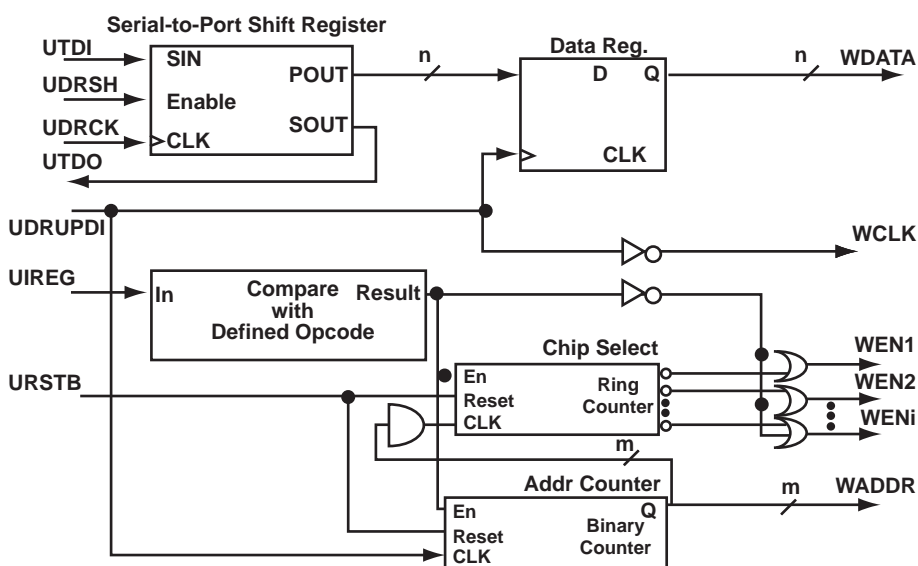 Serial-to-Port Shift Register
UTDI
SIN
POUT
n
Data Reg.
D Q
n
WDATA
UDRSH
Enable
SOUT
UDRCK
CLK
CLK
UTDO
UDRUPDI
WCLK
UIREG
In
Compare
with
Defined Opcode
Result
Chip Select
WEN1
En
Ring
Counter
WEN2
URSTB
Reset
CLK
WENi
m
Addr Counter
m
WADDR
En
Q
Reset
Binary
Counter
CLK